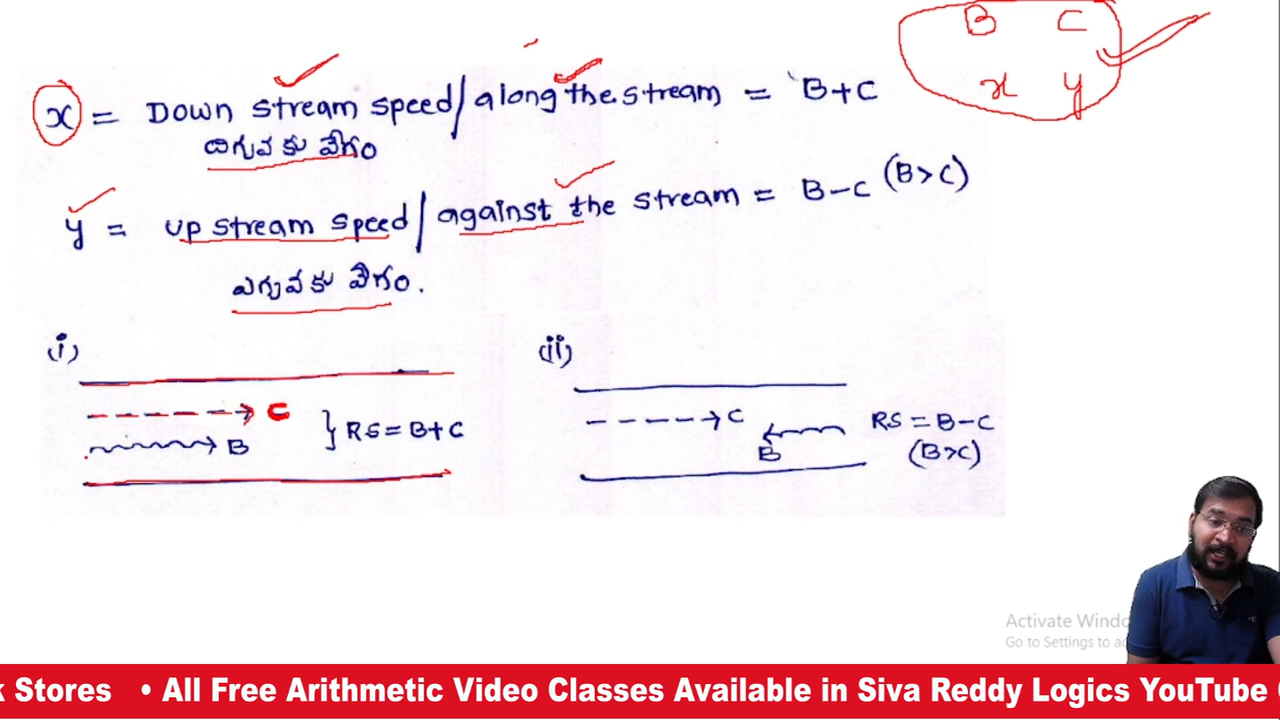 B C
x y
x = Down stream speed/along the stream = B+C
దిగువకు వేగం
y = up stream speed/against the stream = B-C (B>C)
ఎగువకు వేగం.
(i)
C
B
} RS = B+C
(ii)
C
B
RS = B-C
(B>C)
Activate Windo
Go to Settings to a
k Stores • All Free Arithmetic Video Classes Available in Siva Reddy Logics YouTube